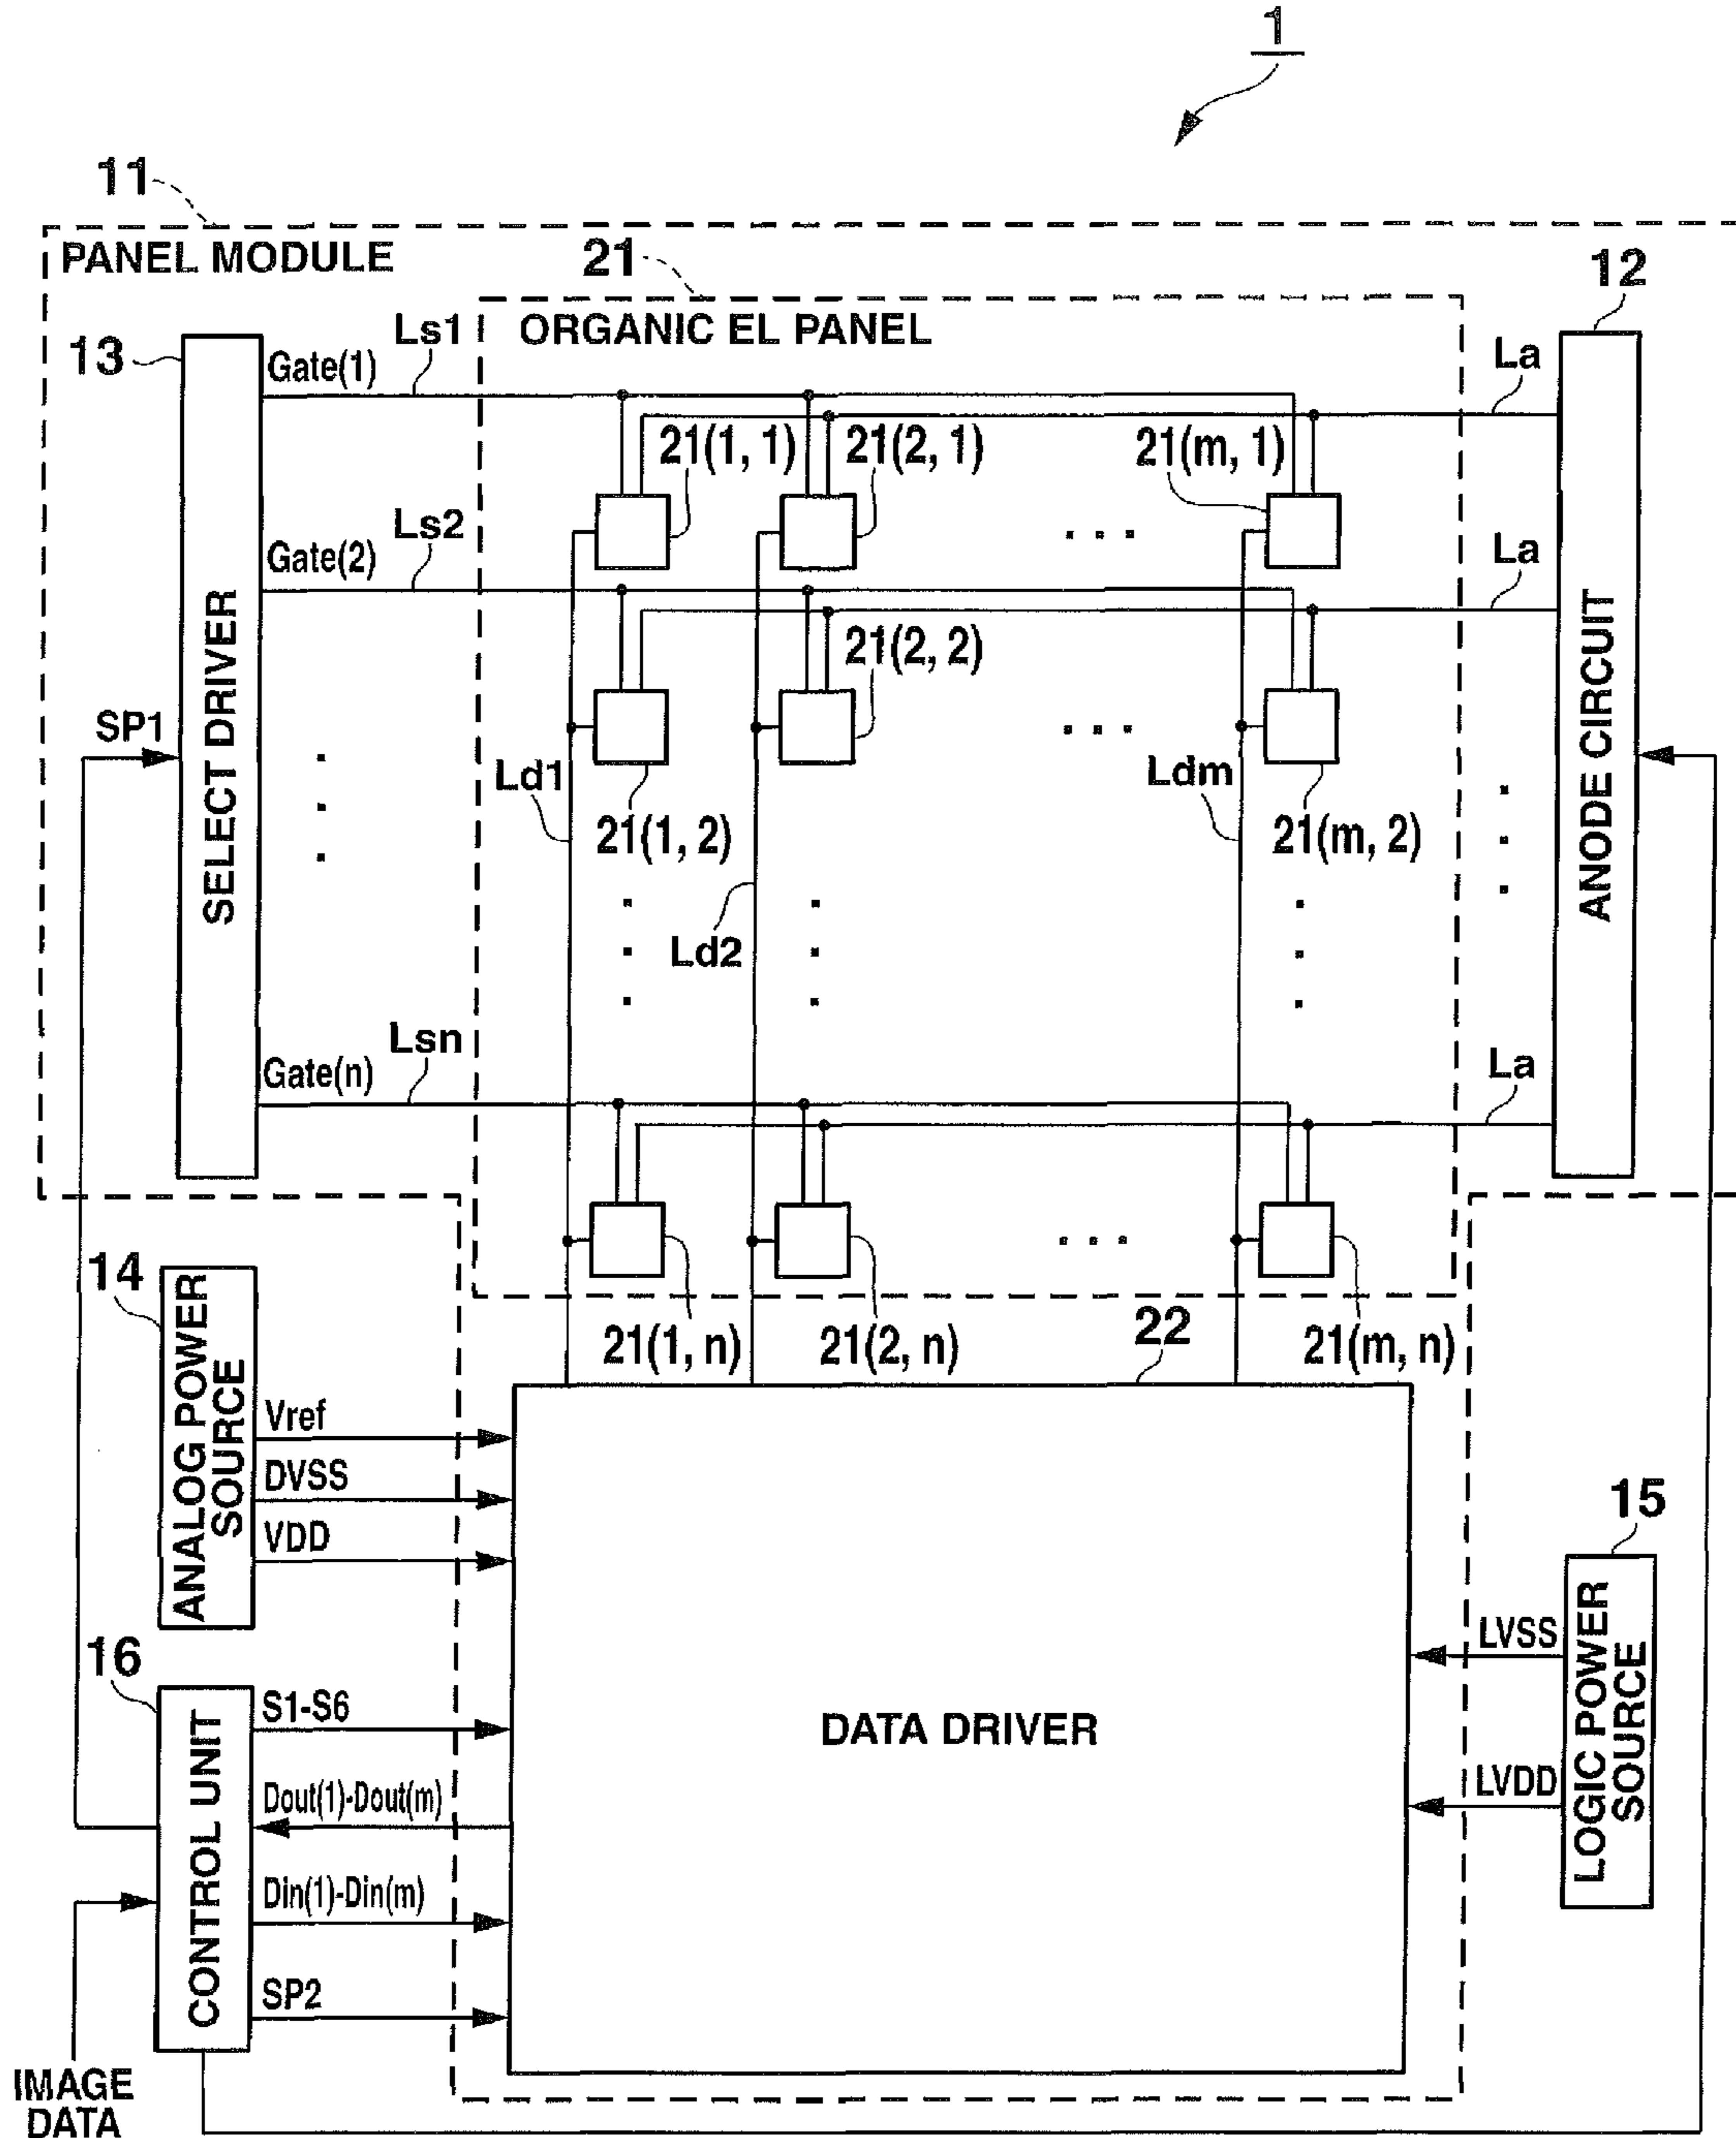 1
11
PANEL MODULE
21
12
13
Gate(1)
Ls1
ORGANIC EL PANEL
La
21(1, 1)
21(2, 1)
21(m, 1)
Gate(2)
Ls2
La
21(2, 2)
SELECT DRIVER
ANODE CIRCUIT
SP1
Ld1
Ldm
21(1, 2)
21(m, 2)
Ld2
Gate(n)
Lsn
La
14
21(1, n)
21(2, n)
22
21(m, n)
ANALOG POWER
SOURCE
Vref
DVSS
VDD
15
16
LVSS
LOGIC POWER
SOURCE
CONTROL UNIT
S1-S6
DATA DRIVER
LVDD
Dout(1)-Dout(m)
Din(1)-Din(m)
SP2
IMAGE
DATA